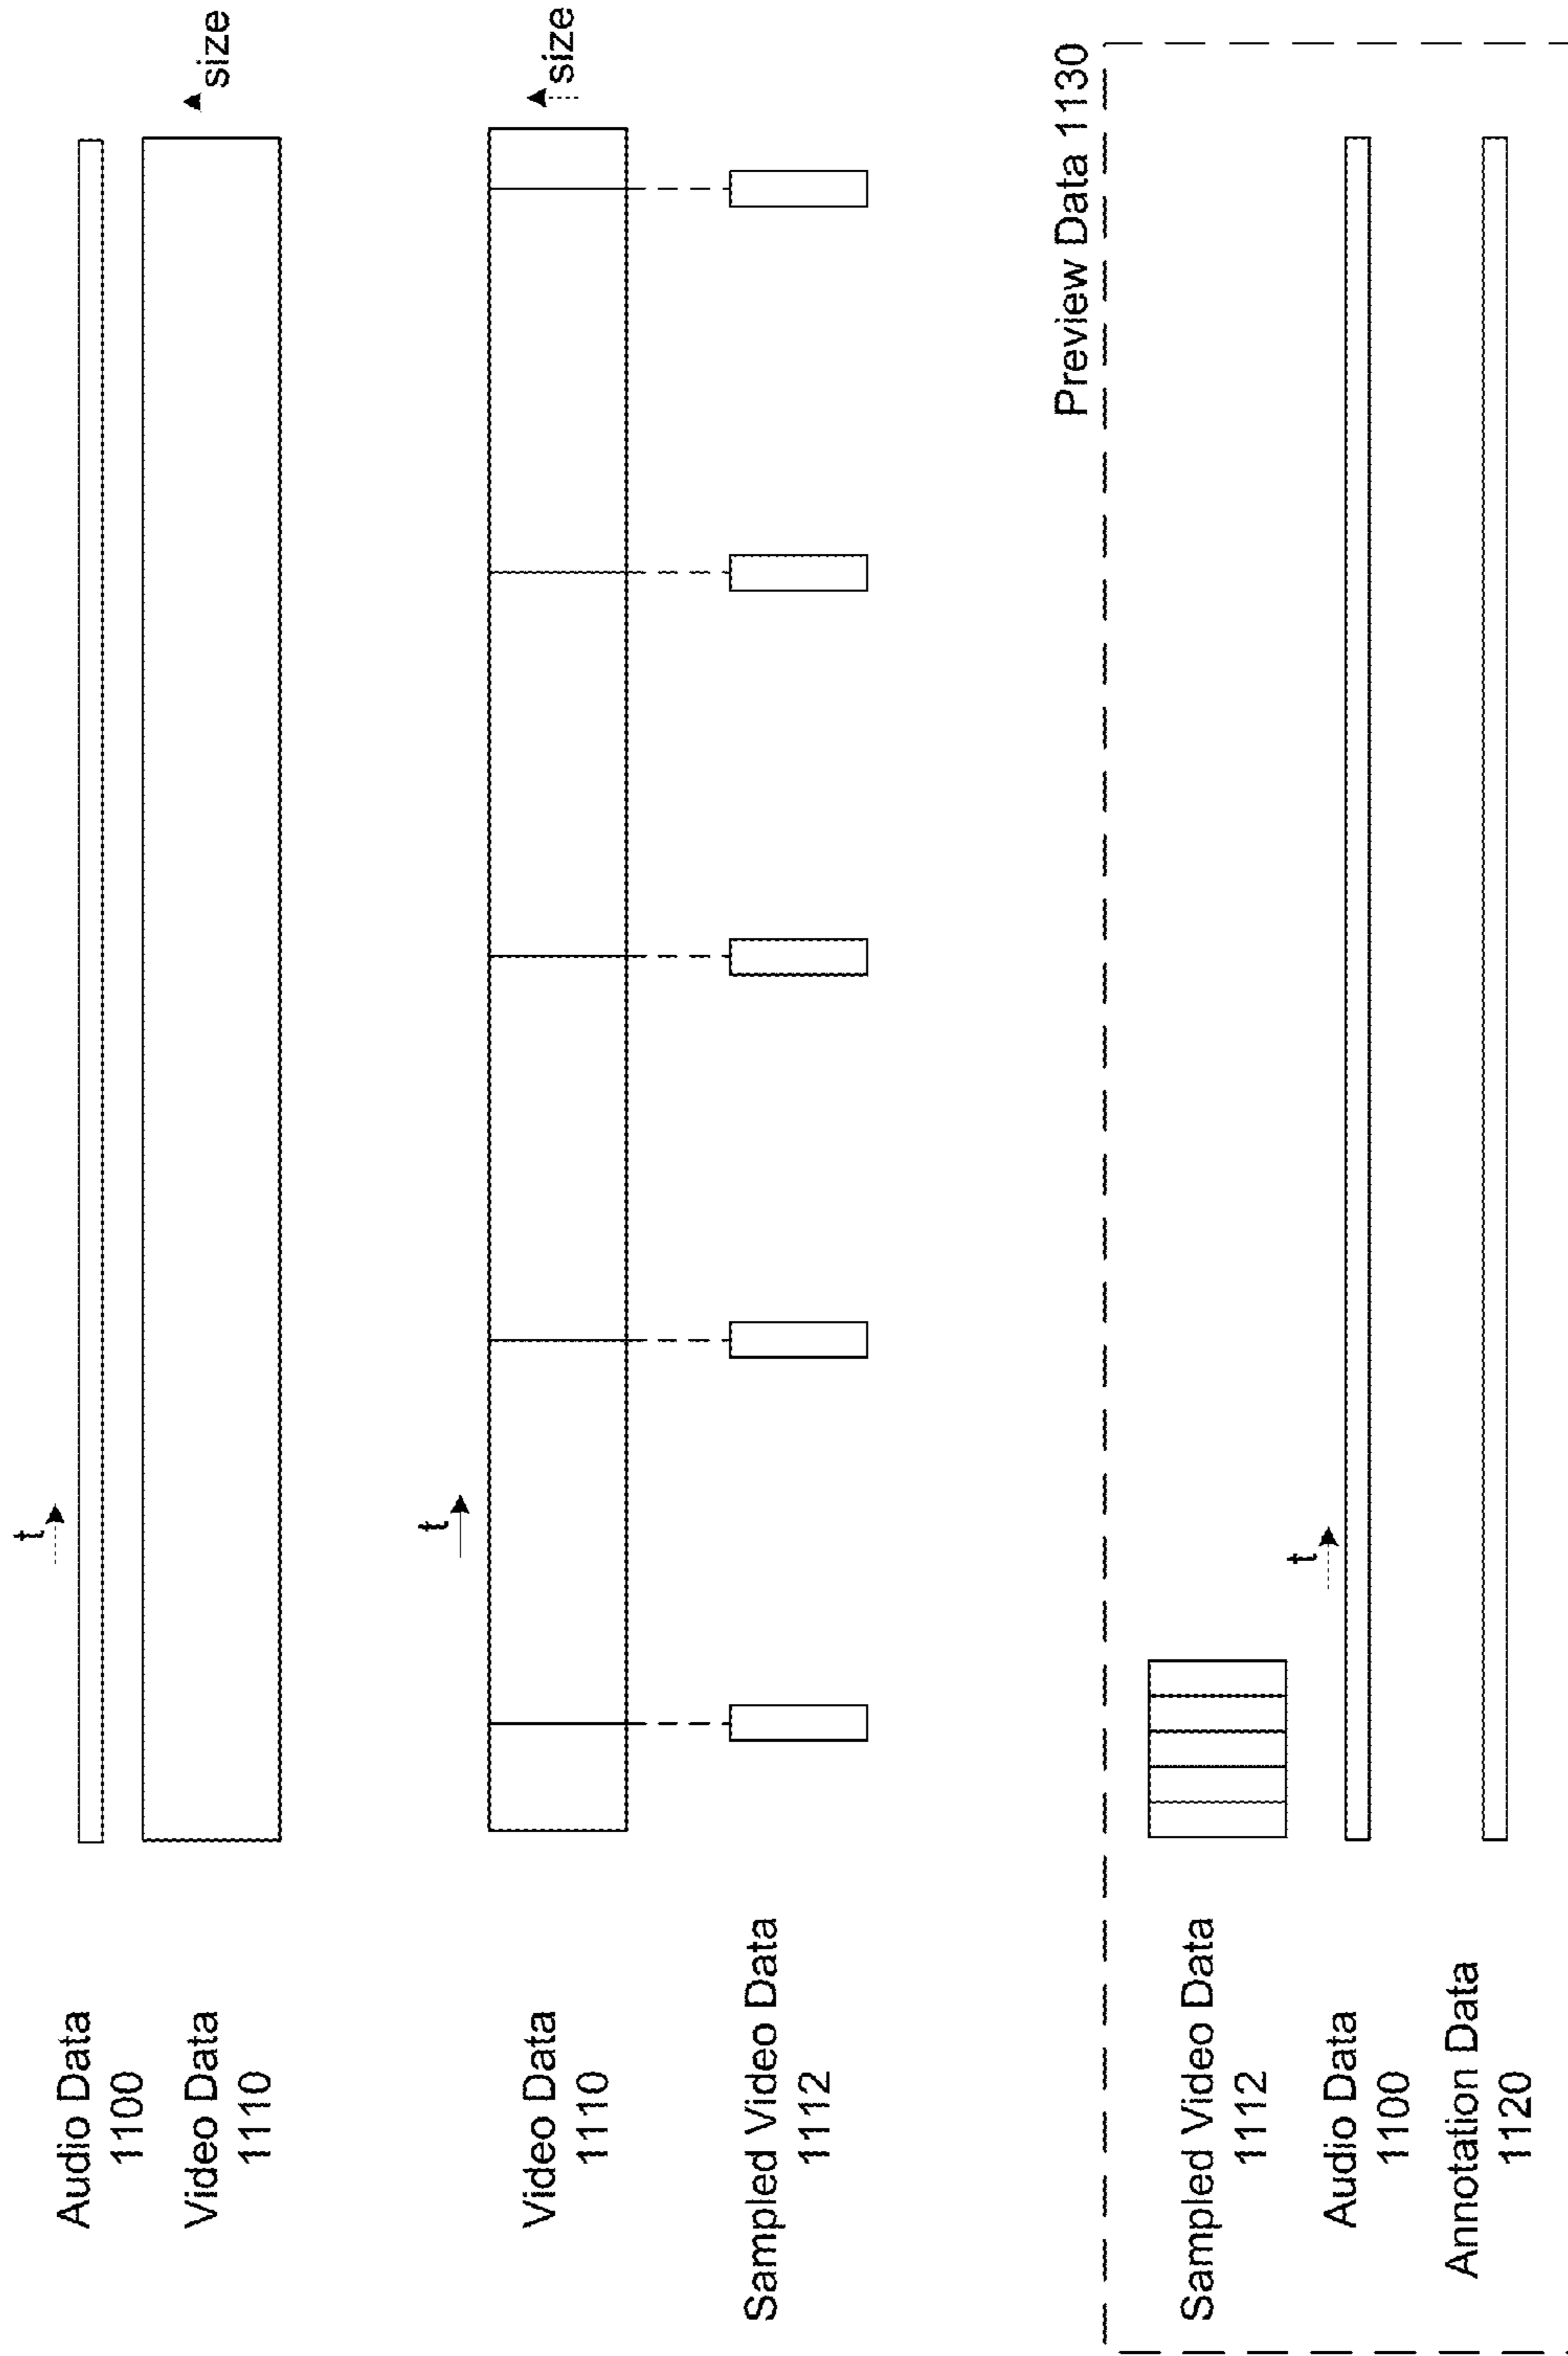 t
Audio Data
1100
size
Video Data
1110
t
size
Video Data
1110
Sampled Video Data
1112
Preview Data 1130
Sampled Video Data
1112
t
Audio Data
1100
Annotation Data
1120